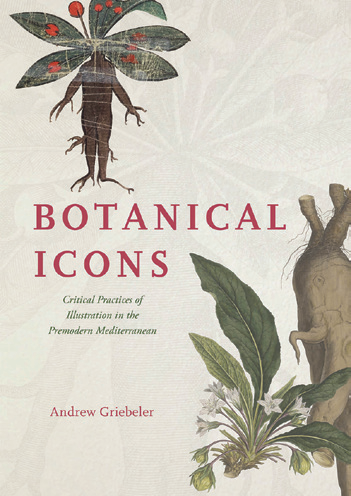 BOTANICAL
ICONS
Critical Practices of
Illustration in the
Premodern Mediterranean
Andrew Griebeler